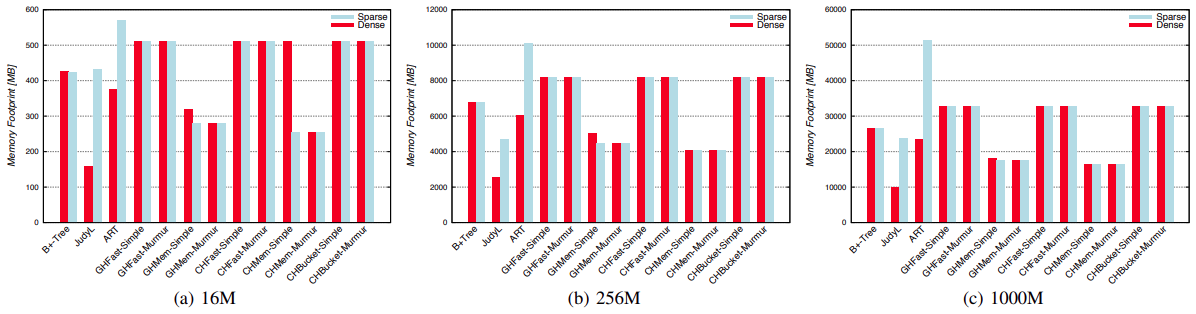 Memory Footprint [MB]
600
500
400
300
200
100
0
Sparse
Dense
B+-Tree
JudyL
ART
GHFast-Simple
GHFast-Murmur
GHMem-Simple
GHMem-Murmur
CHFast-Simple
CHFast-Murmur
CHMem-Simple
CHMem-Murmur
CHBucket-Simple
CHBucket-Murmur
(a) 16M
Memory Footprint [MB]
12000
10000
8000
6000
4000
2000
0
Sparse
Dense
B+-Tree
JudyL
ART
GHFast-Simple
GHFast-Murmur
GHMem-Simple
GHMem-Murmur
CHFast-Simple
CHFast-Murmur
CHMem-Simple
CHMem-Murmur
CHBucket-Simple
CHBucket-Murmur
(b) 256M
Memory Footprint [MB]
60000
50000
40000
30000
20000
10000
0
Sparse
Dense
B+-Tree
JudyL
ART
GHFast-Simple
GHFast-Murmur
GHMem-Simple
GHMem-Murmur
CHFast-Simple
CHFast-Murmur
CHMem-Simple
CHMem-Murmur
CHBucket-Simple
CHBucket-Murmur
(c) 1000M